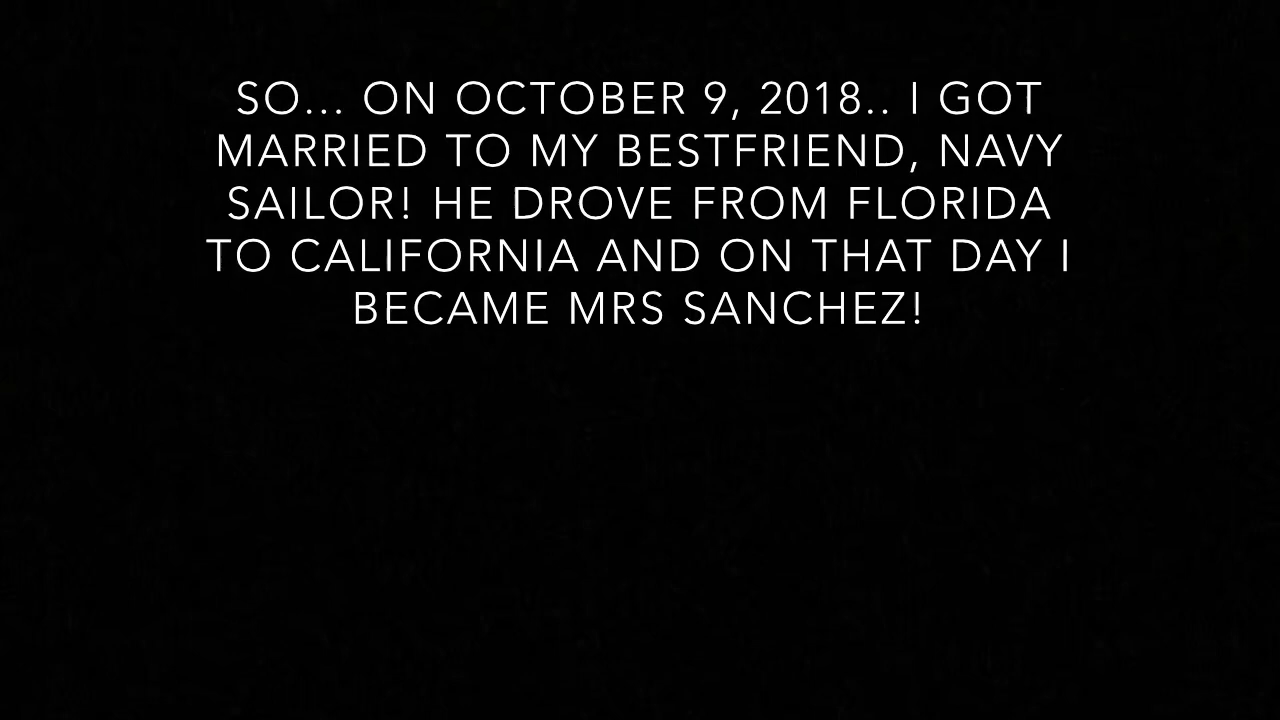 SO... ON OCTOBER 9, 2018.. I GOT
MARRIED TO MY BESTFRIEND, NAVY
SAILOR! HE DROVE FROM FLORIDA
TO CALIFORNIA AND ON THAT DAY I
BECAME MRS SANCHEZ!